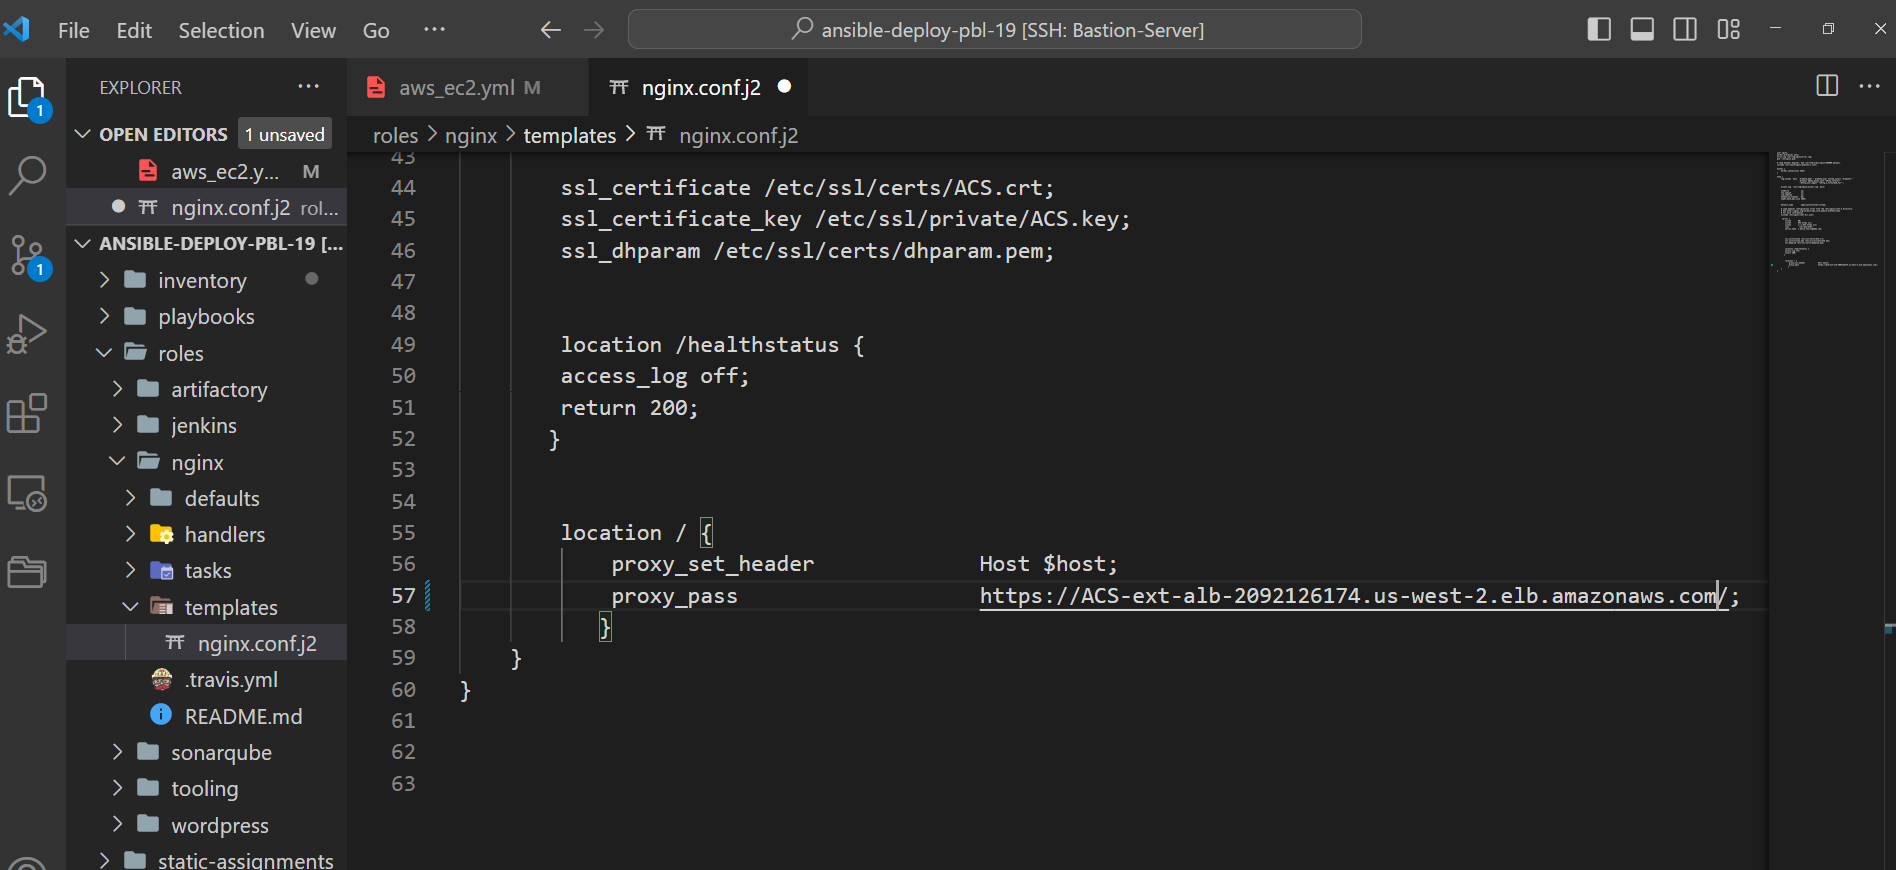 File Edit Selection View Go ··· ansible-deploy-pbl-19 [SSH: Bastion-Server]
EXPLORER ···
aws_ec2.yml M nginx.conf.j2 ···
1
OPEN EDITORS 1 unsaved
aws_ec2.y... M
nginx.conf.j2 rol...
ANSIBLE-DEPLOY-PBL-19 [...
1
inventory
playbooks
roles
artifactory
jenkins
nginx
defaults
handlers
tasks
templates
nginx.conf.j2
.travis.yml
README.md
sonarqube
tooling
wordpress
static-assignments
roles > nginx > templates > nginx.conf.j2
43
44 ssl_certificate /etc/ssl/certs/ACS.crt;
45 ssl_certificate_key /etc/ssl/private/ACS.key;
46 ssl_dhparam /etc/ssl/certs/dhparam.pem;
47
48
49 location /healthstatus {
50 access_log off;
51 return 200;
52 }
53
54
55 location / {
56 proxy_set_header Host $host;
57 proxy_pass https://ACS-ext-alb-2092126174.us-west-2.elb.amazonaws.com/;
58 }
59 }
60 }
61
62
63